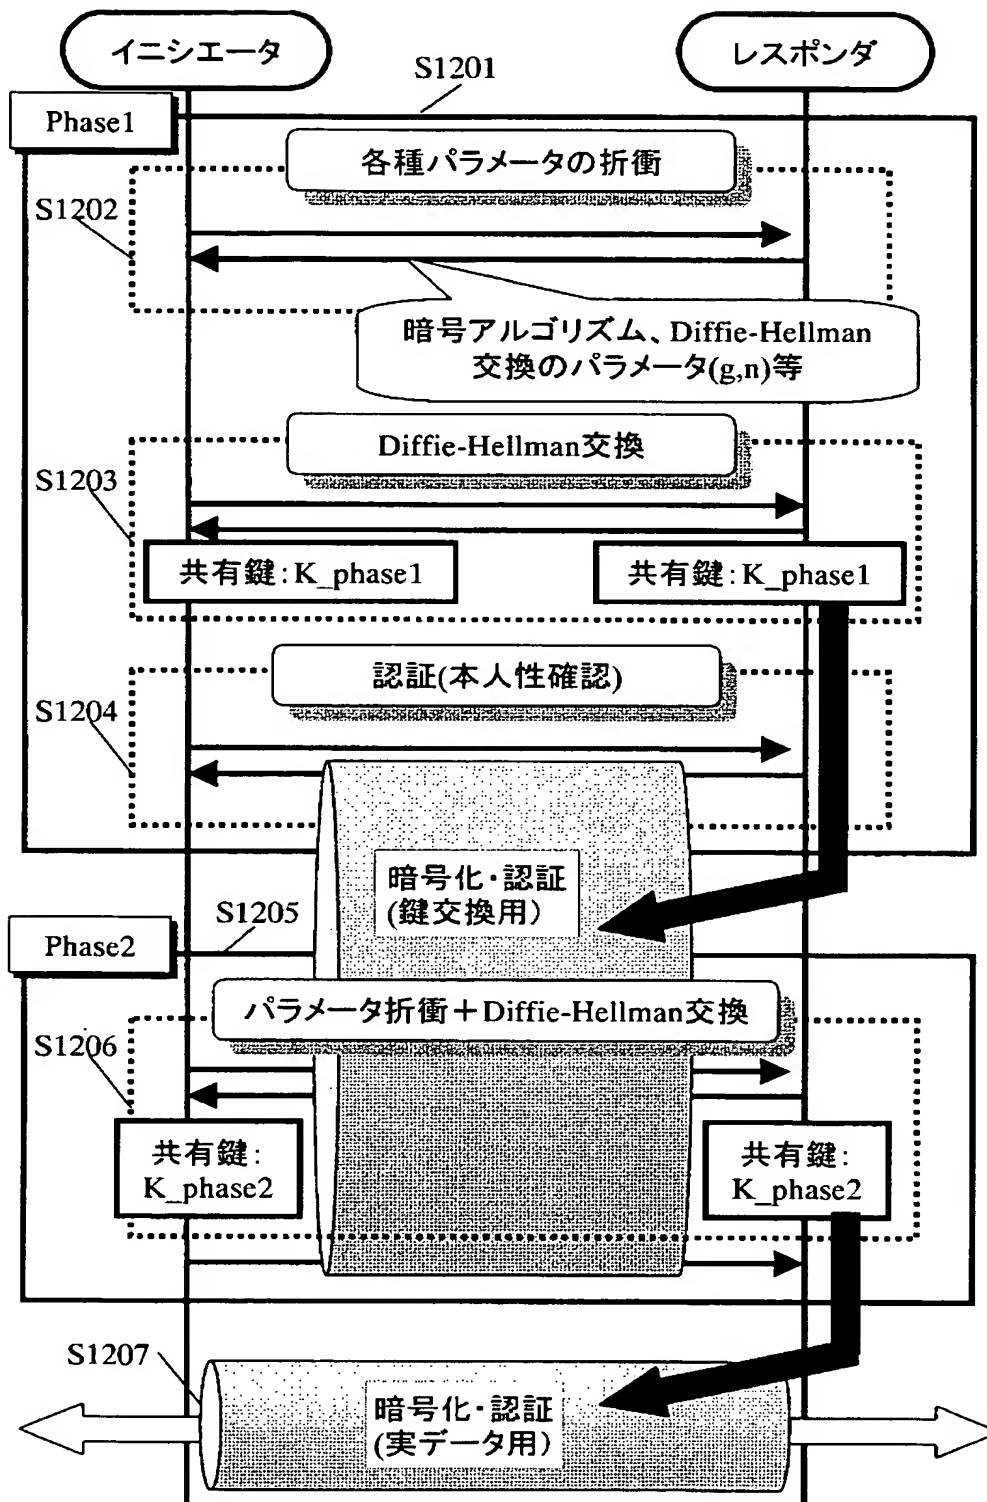 イニシエータ
レスポンダ
S1201
Phase1
各種パラメータの折衝
S1202
暗号アルゴリズム、Diffie-Hellman
交換のパラメータ(g,n)等
Diffie-Hellman交換
S1203
共有鍵:K_phase1
共有鍵:K_phase1
認証(本人性確認)
S1204
暗号化・認証
(鍵交換用)
S1205
Phase2
パラメータ折衝+Diffie-Hellman交換
S1206
共有鍵:
K_phase2
共有鍵:
K_phase2
S1207
暗号化・認証
(実データ用)